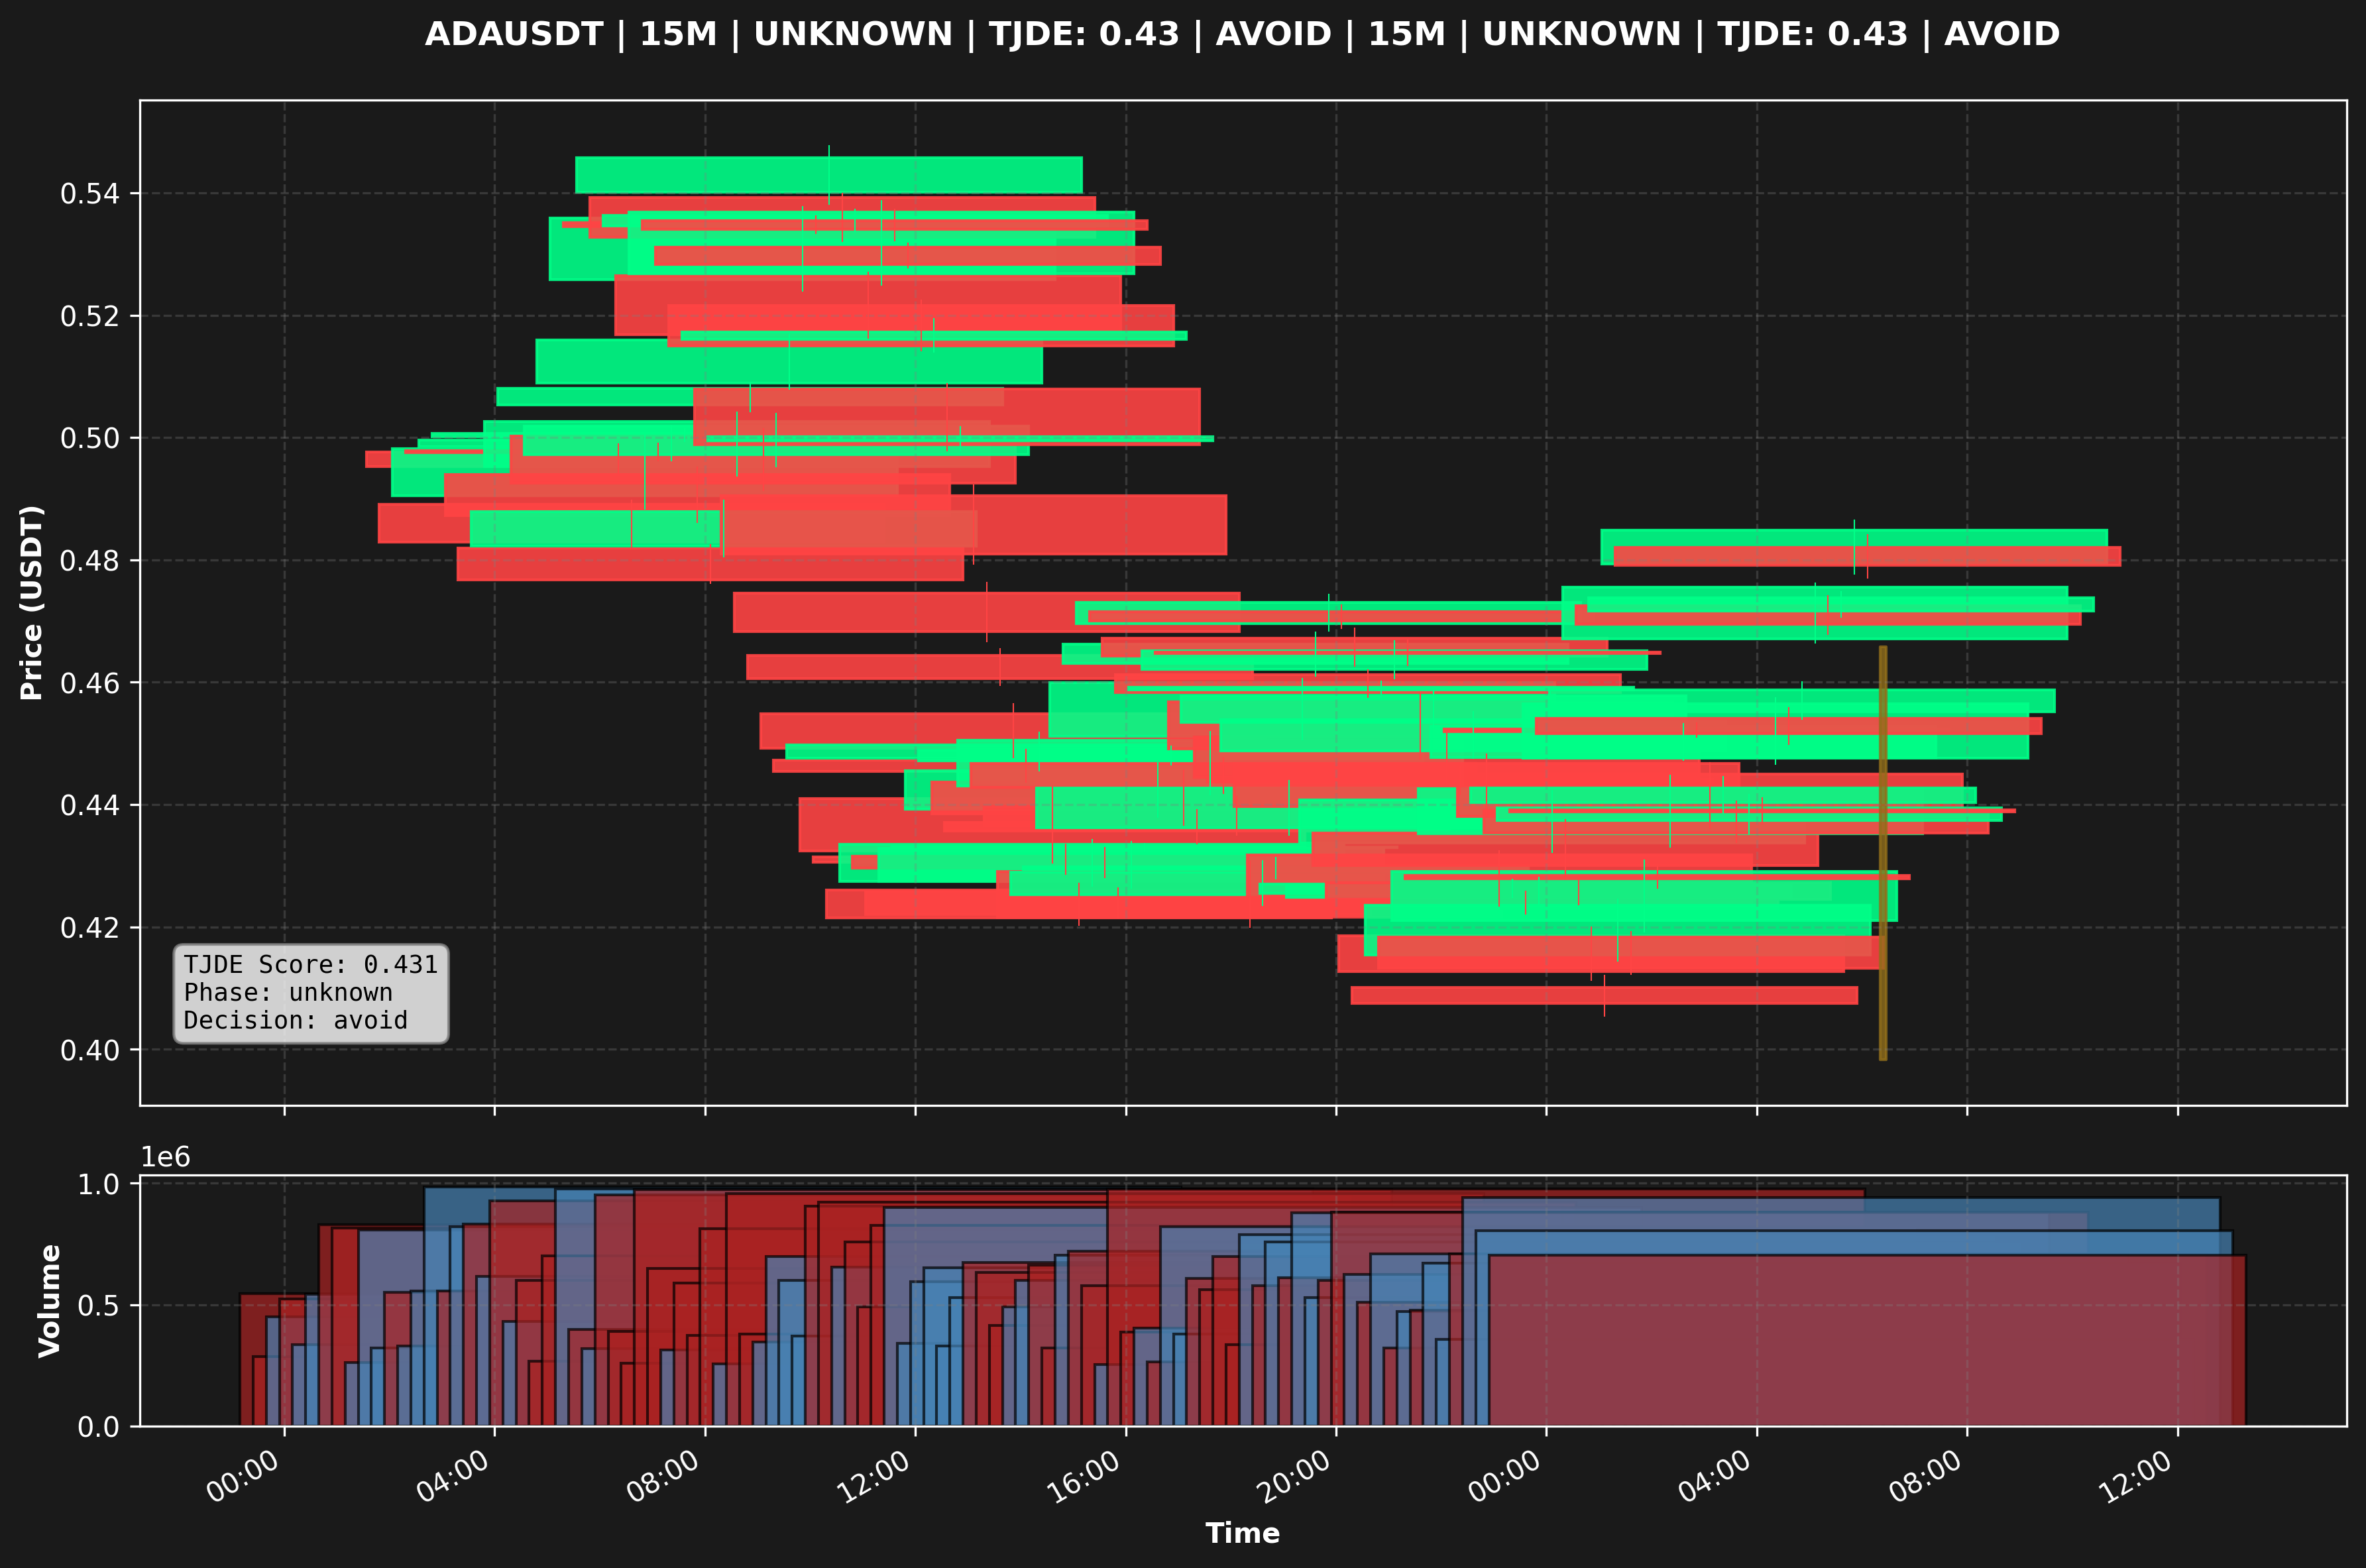 ADAUSDT | 15M | UNKNOWN | TJDE: 0.43 | AVOID | 15M | UNKNOWN | TJDE: 0.43 | AVOID
Price (USDT)
0.54
0.52
0.50
0.48
0.46
0.44
0.42
0.40
TJDE Score: 0.431
Phase: unknown
Decision: avoid
1e6
Volume
1.0
0.5
0.0
00:00
04:00
08:00
12:00
16:00
20:00
00:00
04:00
08:00
12:00
Time